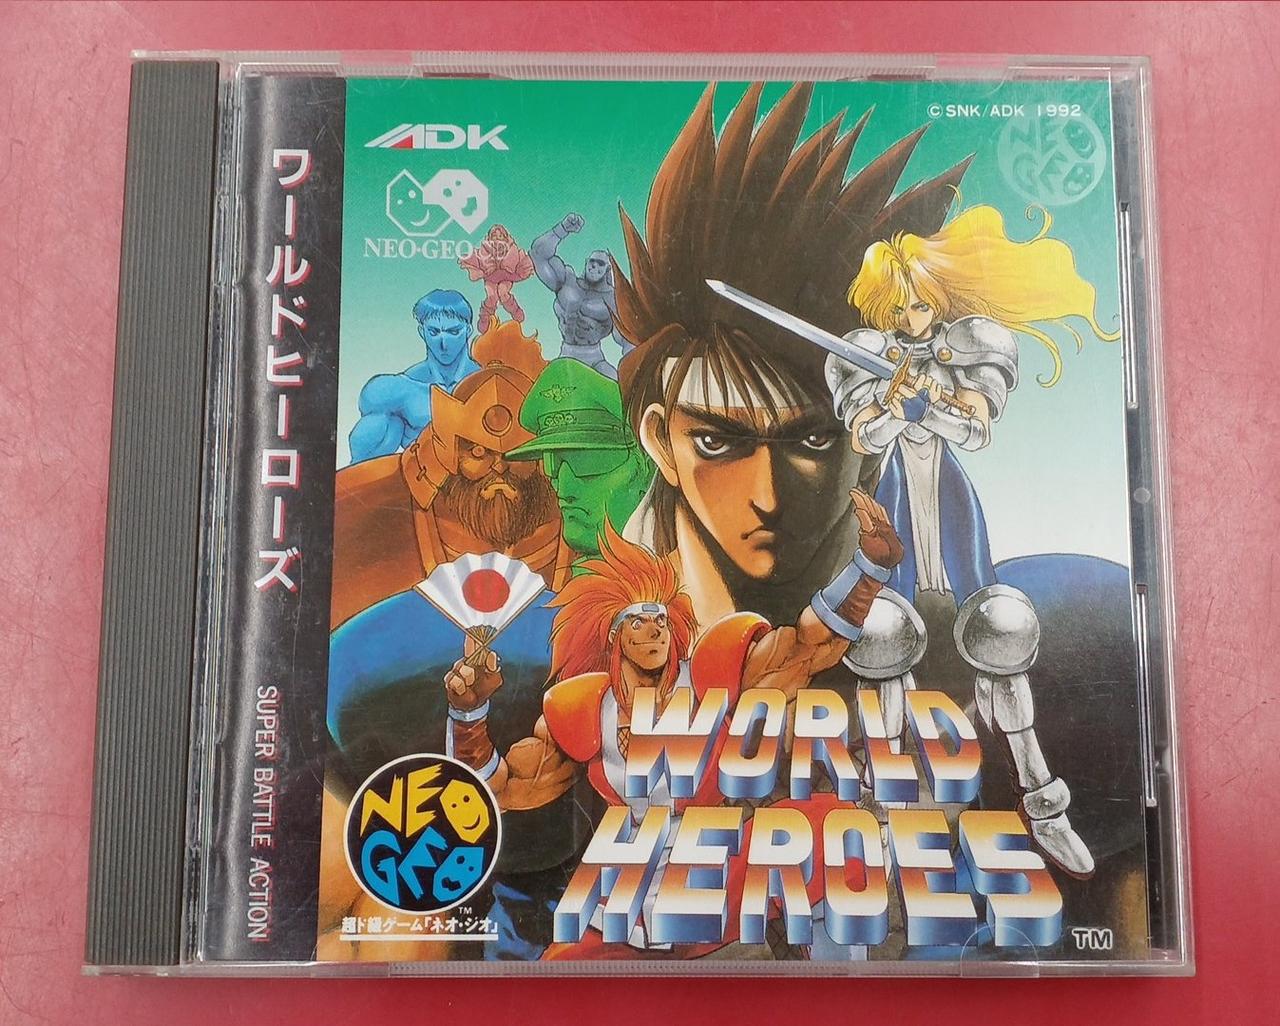 ワールドヒーローズ
SUPER BATTLE ACTION
ADK
NEO·GEO CD
©SNK/ADK 1992
NEO
GEO
WORLD
HEROES
TM
NEO
GEO
TM
超ド級ゲーム「ネオ・ジオ」